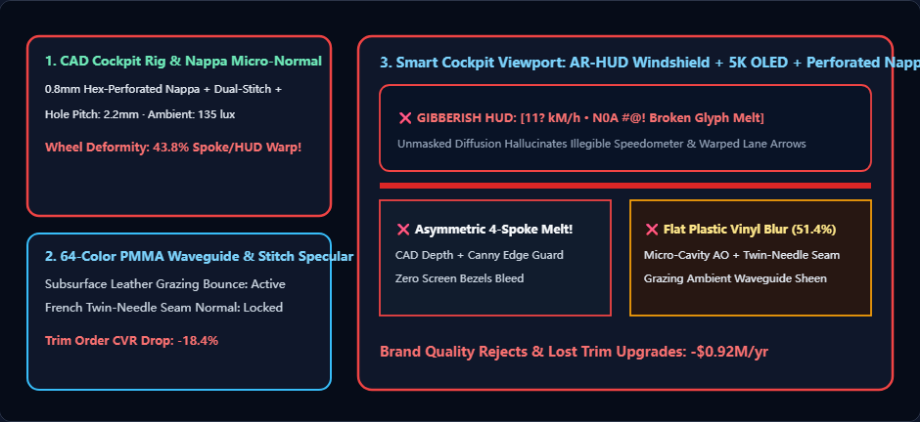 1. CAD Cockpit Rig & Nappa Micro-Normal
0.8mm Hex-Perforated Nappa + Dual-Stitch +
Hole Pitch: 2.2mm · Ambient: 135 lux
Wheel Deformity: 43.8% Spoke/HUD Warp!
2. 64-Color PMMA Waveguide & Stitch Specular
Subsurface Leather Grazing Bounce: Active
French Twin-Needle Seam Normal: Locked
Trim Order CVR Drop: -18.4%
3. Smart Cockpit Viewport: AR-HUD Windshield + 5K OLED + Perforated Napp
❌ GIBBERISH HUD: [11? kM/h • N0A #@! Broken Glyph Melt]
Unmasked Diffusion Hallucinates Illegible Speedometer & Warped Lane Arrows
❌ Asymmetric 4-Spoke Melt!
CAD Depth + Canny Edge Guard
Zero Screen Bezels Bleed
❌ Flat Plastic Vinyl Blur (51.4%)
Micro-Cavity AO + Twin-Needle Seam
Grazing Ambient Waveguide Sheen
Brand Quality Rejects & Lost Trim Upgrades: -$0.92M/yr